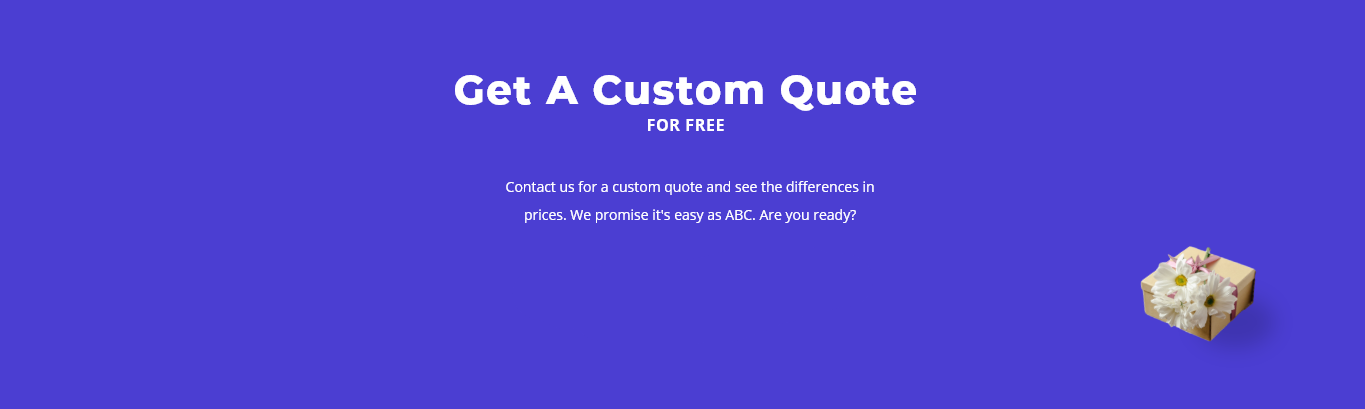 Get A Custom Quote
FOR FREE
Contact us for a custom quote and see the differences in
prices. We promise it's easy as ABC. Are you ready?